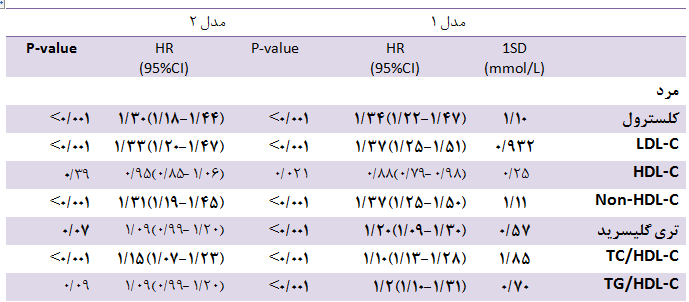 مدل ۱ مدل ۲
1SD HR P-value HR P-value
(mmol/L) (95%CI) (95%CI)
مرد
کلسترول ۱/۱۰ ۱/۳۴(۱/۲۲–۱/۴۷) <۰/۰۰۱ ۱/۳۰(۱/۱۸–۱/۴۴) <۰/۰۰۱
LDL-C ۰/۹۳۲ ۱/۳۷(۱/۲۵–۱/۵۱) <۰/۰۰۱ ۱/۳۳(۱/۲۰–۱/۴۷) <۰/۰۰۱
HDL-C ۰/۲۵ ۰/۸۸(۰/۷۹–۰/۹۸) ۰/۰۲۱ ۰/۹۵(۰/۸۵–۱/۰۶) ۰/۳۹
Non-HDL-C ۱/۱۱ ۱/۳۷(۱/۲۵–۱/۵۰) <۰/۰۰۱ ۱/۳۱(۱/۱۹–۱/۴۵) <۰/۰۰۱
تری گلیسرید ۰/۵۷ ۱/۲۰(۱/۰۹–۱/۳۰) <۰/۰۰۱ ۱/۰۹(۰/۹۹–۱/۲۰) ۰/۰۷
TC/HDL-C ۱/۸۵ ۱/۱۰(۱/۱۳–۱/۲۸) <۰/۰۰۱ ۱/۱۵(۱/۰۷–۱/۲۳) <۰/۰۰۱
TG/HDL-C ۰/۷۰ ۱/۲(۱/۱۰–۱/۳۱) <۰/۰۰۱ ۱/۰۹(۰/۹۹–۱/۲۰) ۰/۰۹